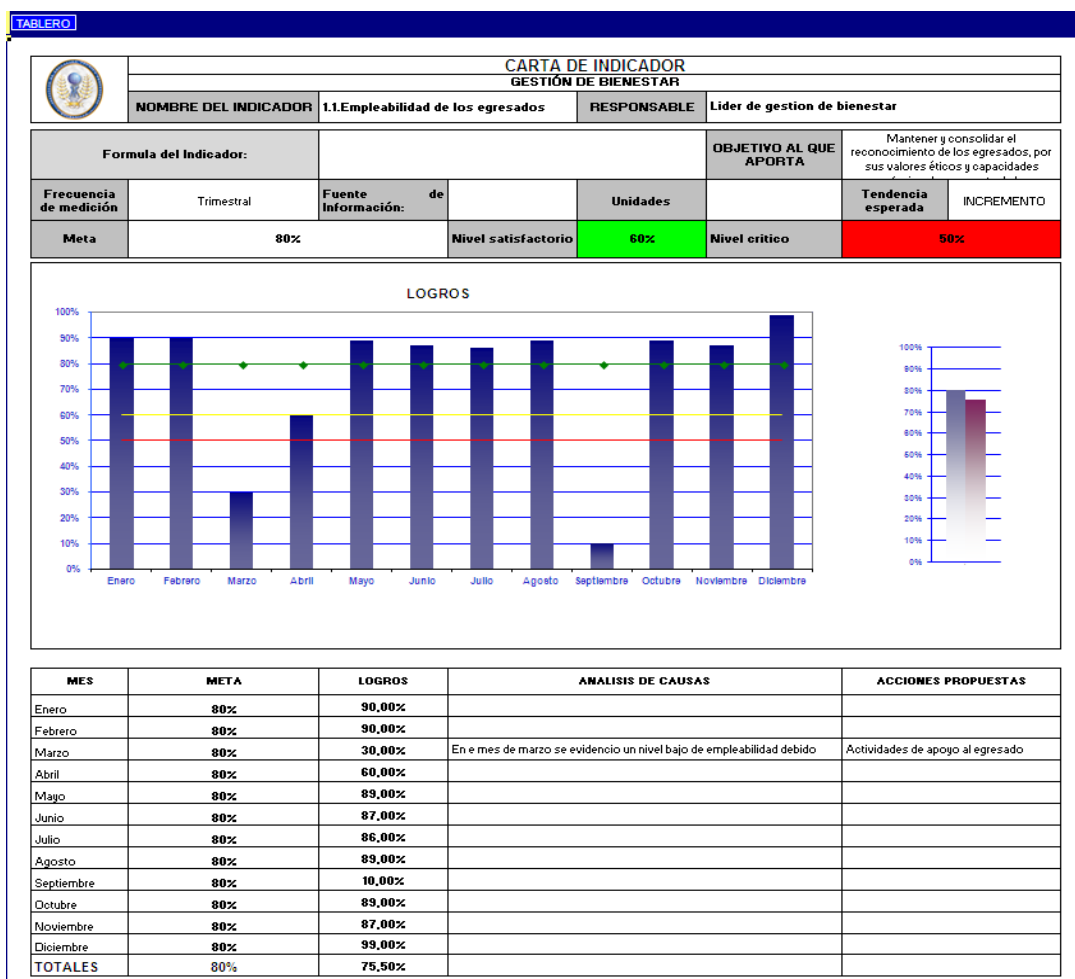 TABLERO
CARTA DE INDICADOR
GESTIÓN DE BIENESTAR
NOMBRE DEL INDICADOR 1.1.Empleabilidad de los egresados RESPONSABLE Lider de gestion de bienestar
Formula del Indicador: OBJETIVO AL QUE APORTA Mantener y consolidar el
reconocimiento de los egresados, por
sus valores éticos y capacidades
Frecuencia de medición Trimestral Fuente de Información: Unidades Tendencia esperada INCREMENTO
Meta 80% Nivel satisfactorio 60% Nivel critico 50%
LOGROS
100%
90%
80%
70%
60%
50%
40%
30%
20%
10%
0%
Enero Febrero Marzo Abril Mayo Junio Julio Agosto Septiembre Octubre Noviembre Diciembre
100%
90%
80%
70%
60%
50%
40%
30%
20%
10%
0%
MES META LOGROS ANALISIS DE CAUSAS ACCIONES PROPUESTAS
Enero 80% 90,00%
Febrero 80% 90,00%
Marzo 80% 30,00% En e mes de marzo se evidencio un nivel bajo de empleabilidad debido Actividades de apoyo al egresado
Abril 80% 60,00%
Mayo 80% 89,00%
Junio 80% 87,00%
Julio 80% 86,00%
Agosto 80% 89,00%
Septiembre 80% 10,00%
Octubre 80% 89,00%
Noviembre 80% 87,00%
Diciembre 80% 99,00%
TOTALES 80% 75,50%